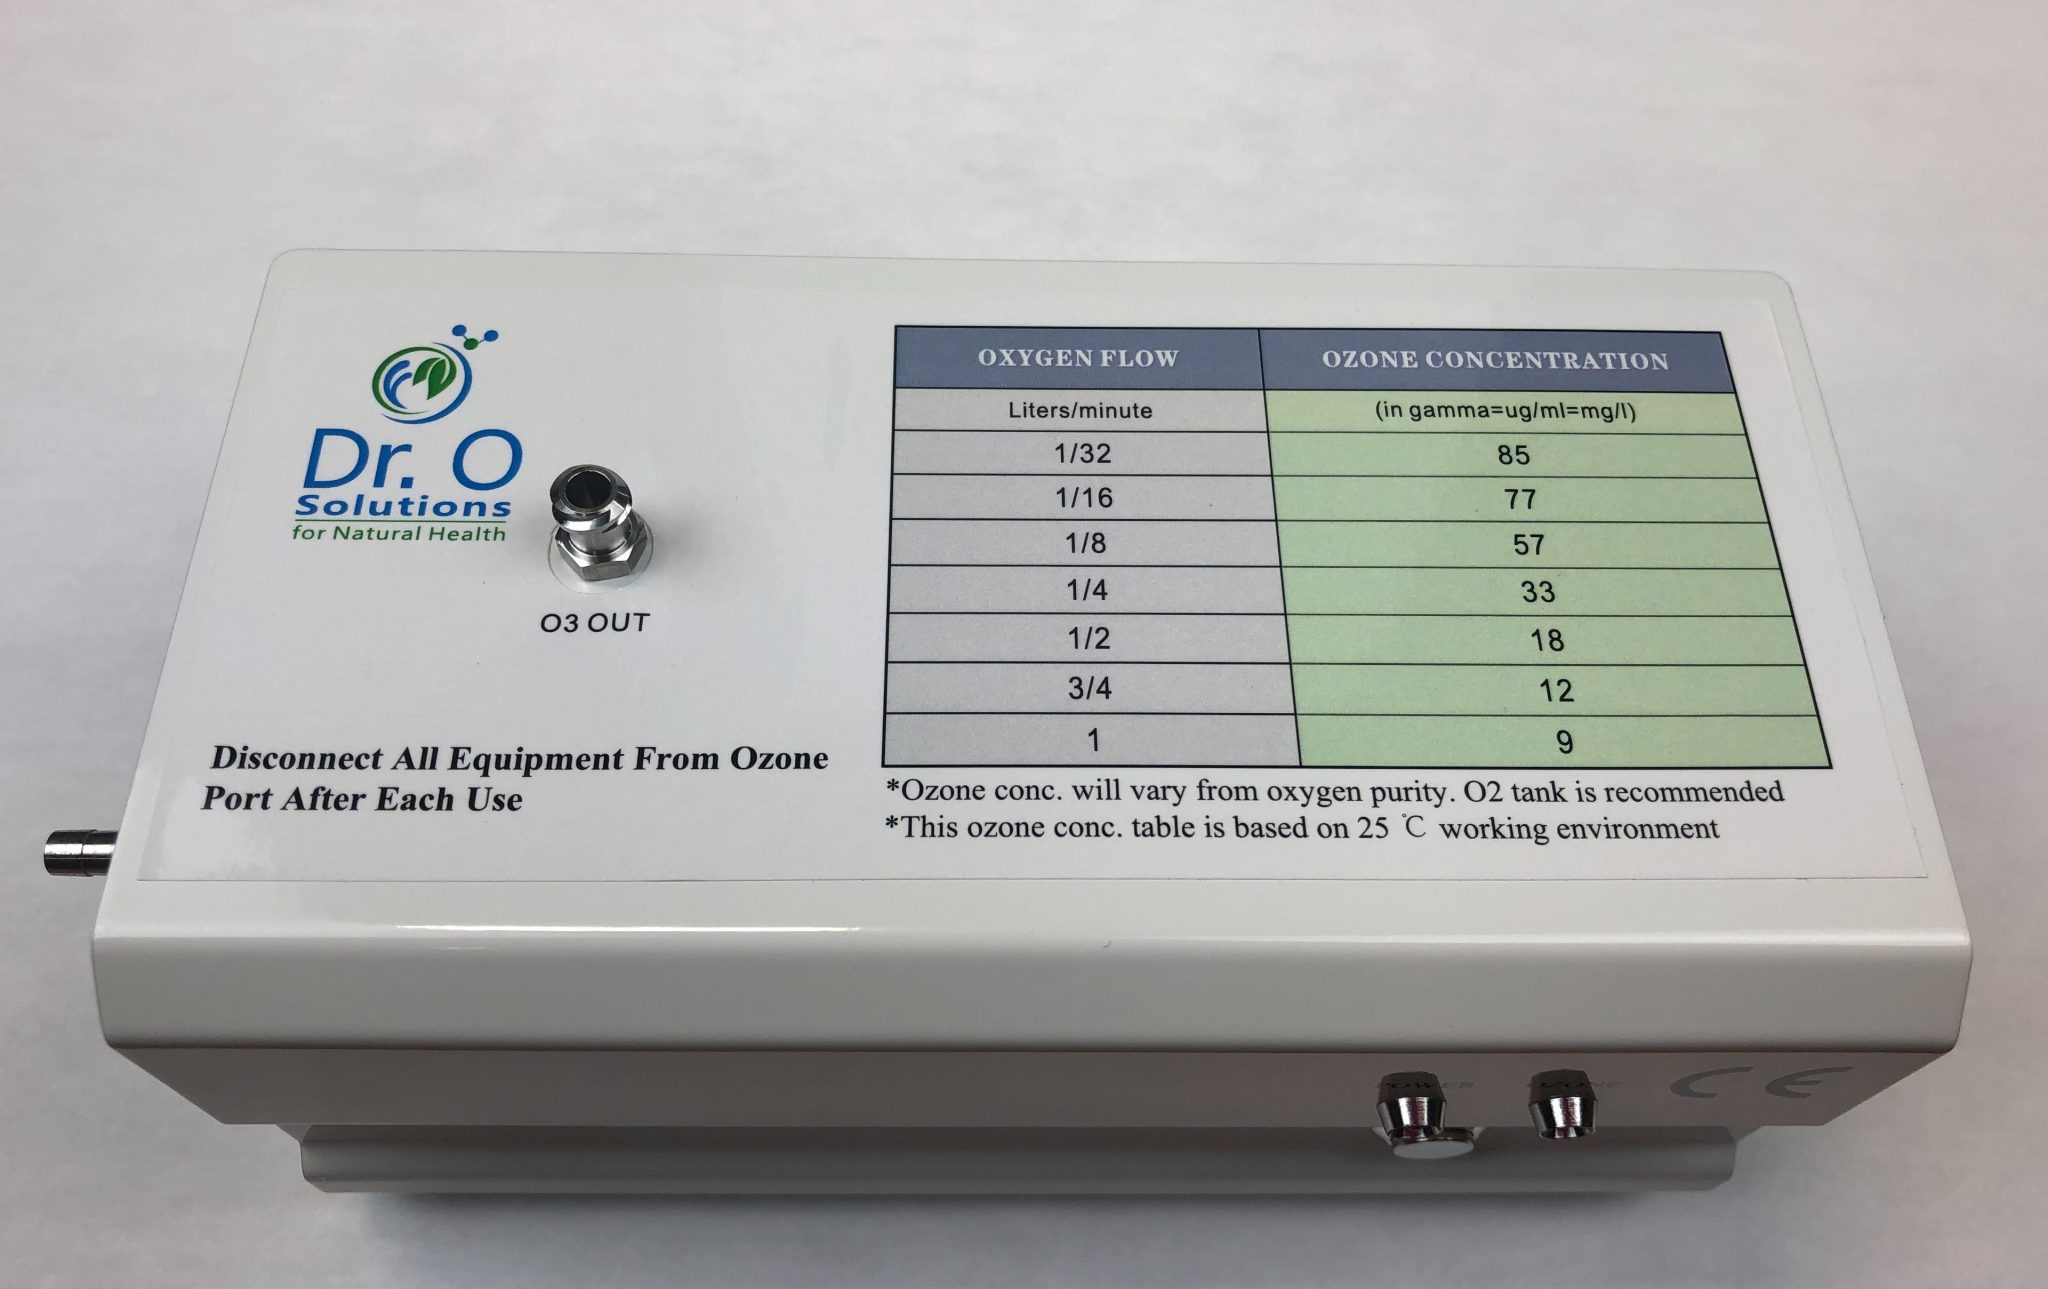 Dr. O
Solutions
for Natural Health
O3 OUT
Disconnect All Equipment From Ozone
Port After Each Use
OXYGEN FLOW OZONE CONCENTRATION
Liters/minute (in gamma=ug/ml=mg/l)
1/32 85
1/16 77
1/8 57
1/4 33
1/2 18
3/4 12
1 9
*Ozone conc. will vary from oxygen purity. O2 tank is recommended
*This ozone conc. table is based on 25 ℃ working environment
POWER OZONE CE